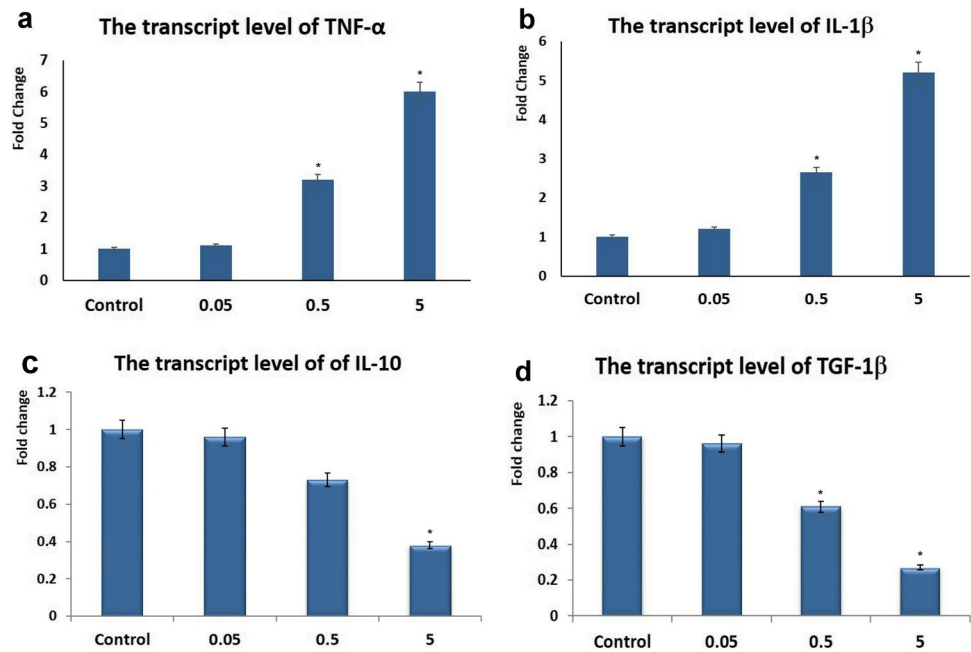 a
The transcript level of TNF-α
Fold Change
7
6
5
4
3
2
1
0
*
*
Control 0.05 0.5 5
b
The transcript level of IL-1β
Fold Change
6
5
4
3
2
1
0
*
*
Control 0.05 0.5 5
c
The transcript level of of IL-10
Fold change
1.2
1
0.8
0.6
0.4
0.2
0
*
Control 0.05 0.5 5
d
The transcript level of TGF-1β
Fold change
1.2
1
0.8
0.6
0.4
0.2
0
*
*
Control 0.05 0.5 5